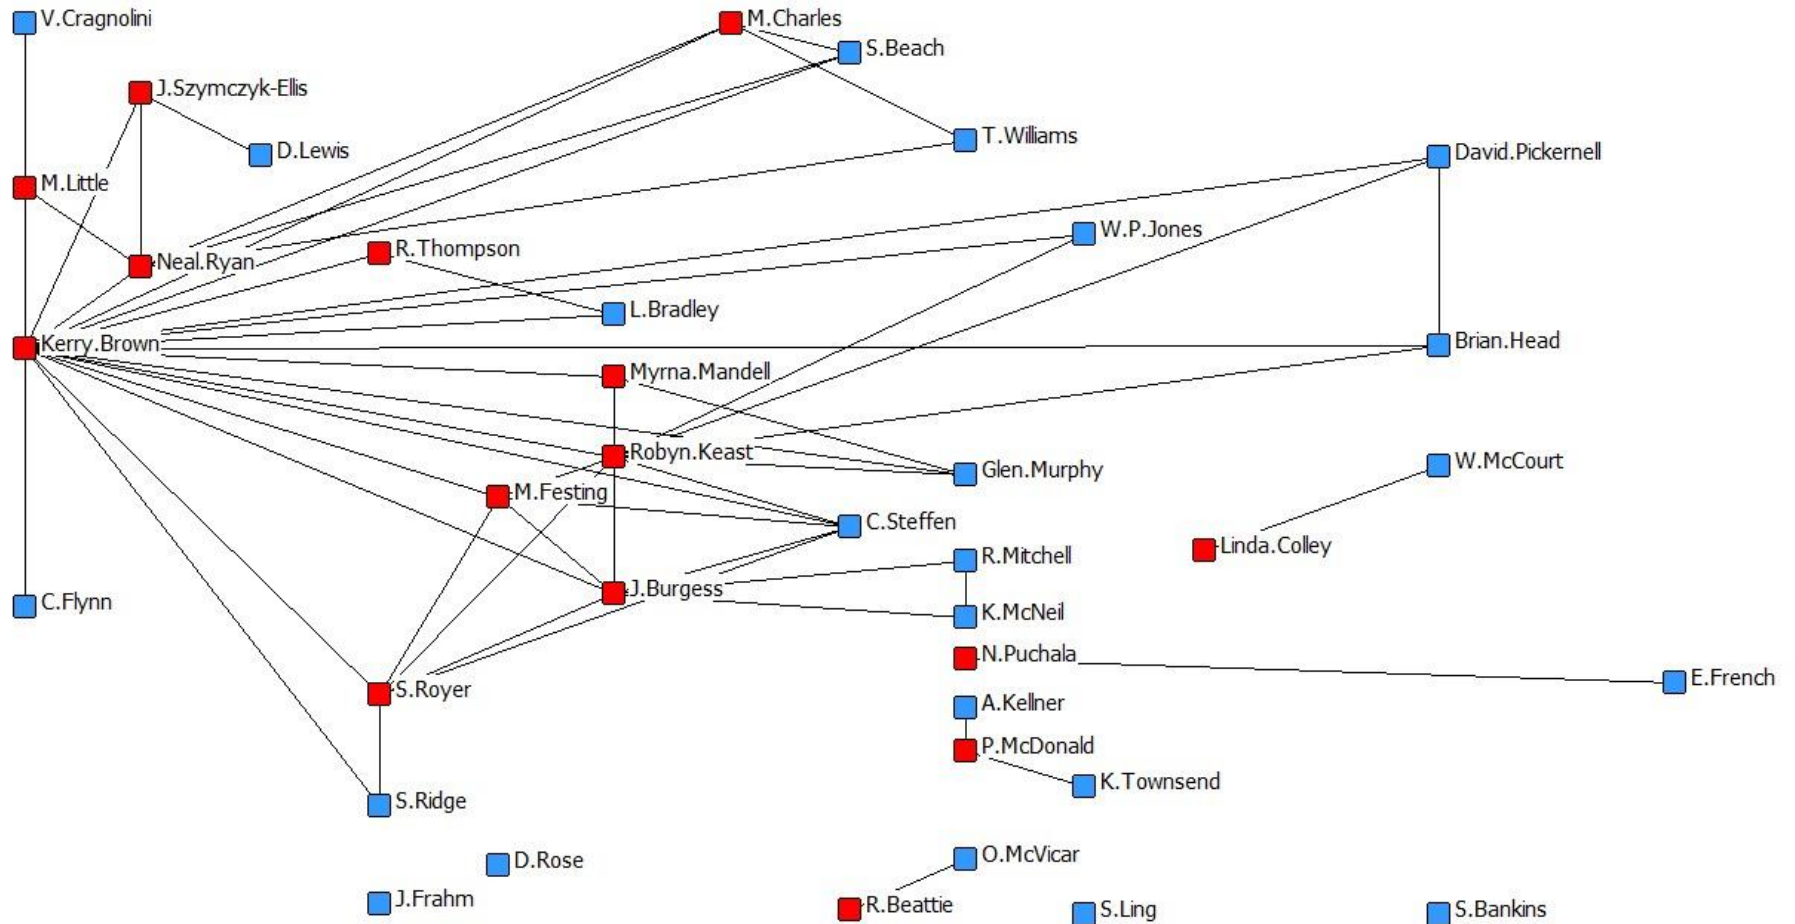 V.Cragnolini
M.Charles
S.Beach
J.Szymczyk-Ellis
T.Williams
D.Lewis
David.Pickernell
M.Little
W.P.Jones
R.Thompson
Neal.Ryan
L.Bradley
Kerry.Brown
Brian.Head
Myrna.Mandell
Robyn.Keast
W.McCourt
Glen.Murphy
M.Festing
C.Steffen
Linda.Colley
R.Mitchell
J.Burgess
C.Flynn
K.McNeil
N.Puchala
E.French
S.Royer
A.Kellner
P.McDonald
K.Townsend
S.Ridge
O.McVicar
D.Rose
J.Frahm
R.Beattie
S.Ling
S.Bankins